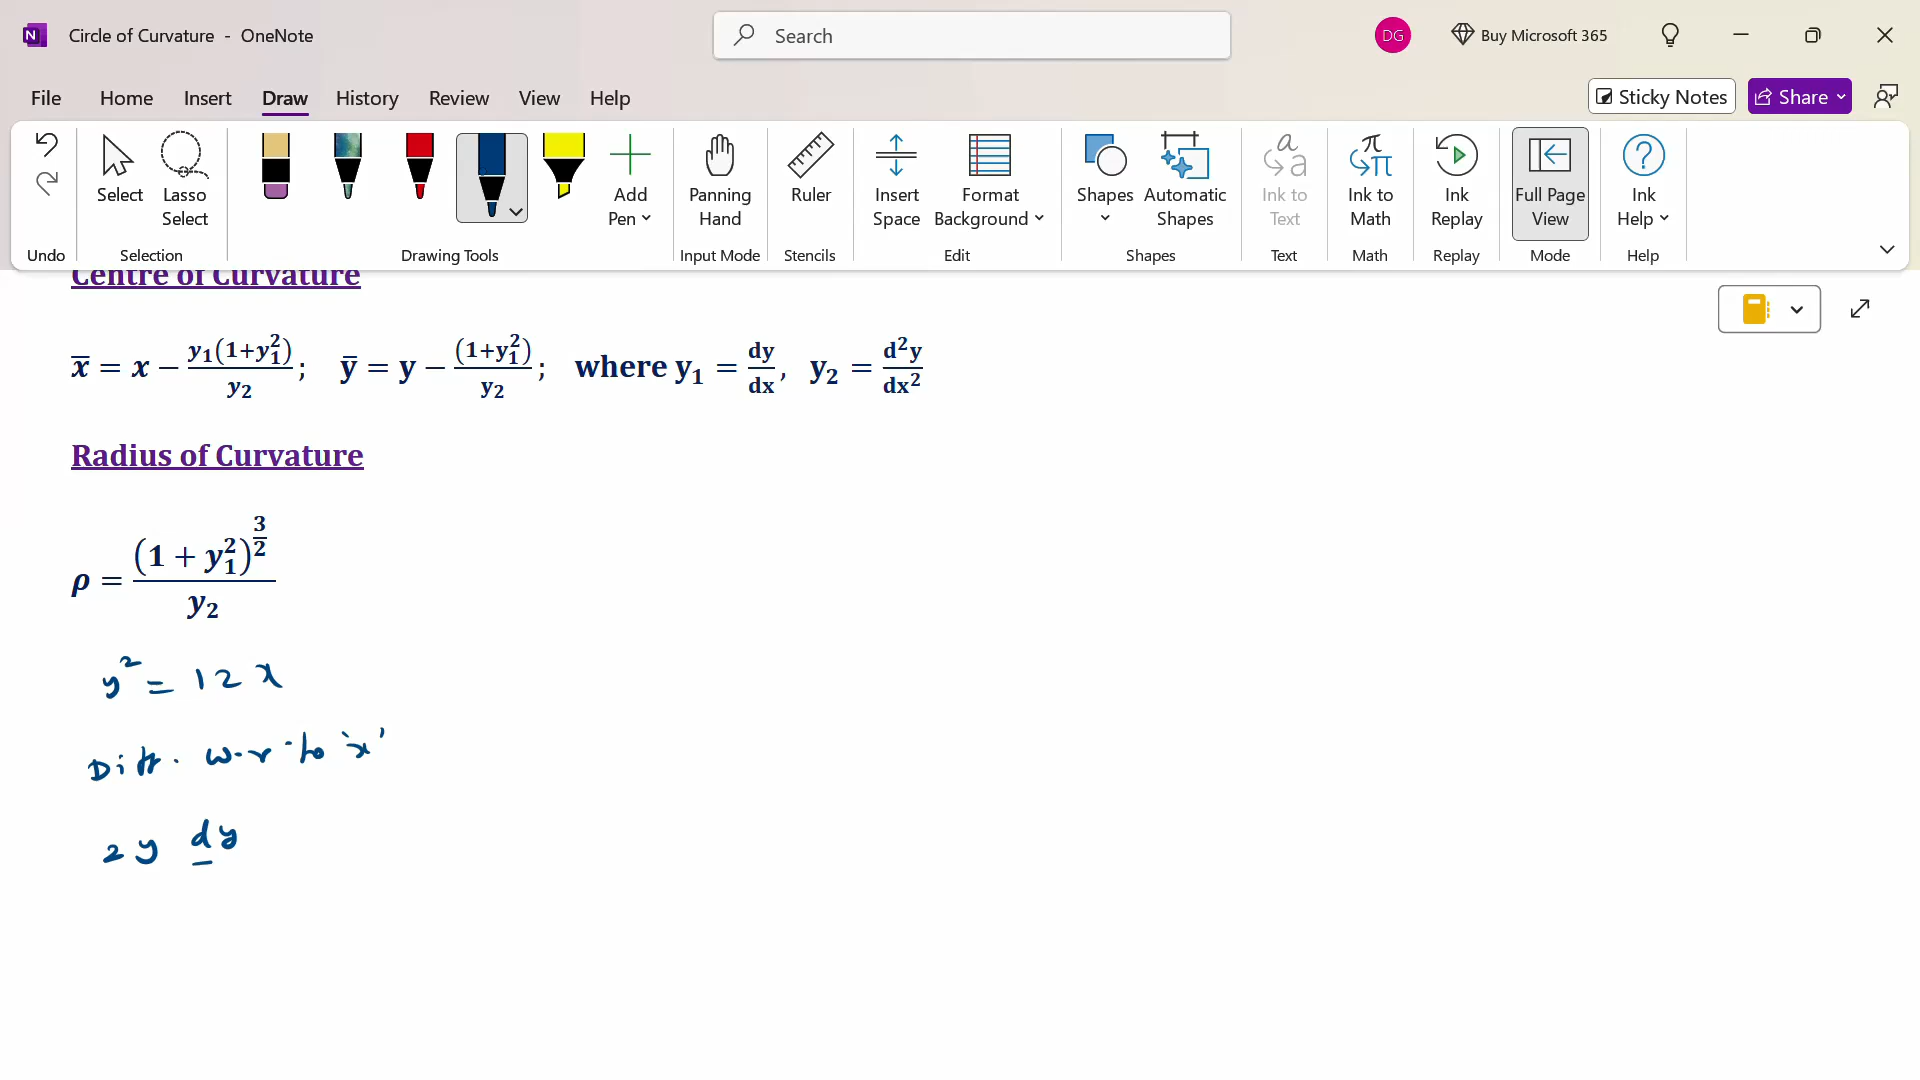 Circle of Curvature - OneNote
Search
DG
Buy Microsoft 365
File Home Insert Draw History Review View Help
Sticky Notes
Share
Select
Lasso Select
Add Pen
Panning Hand
Ruler
Insert Space
Format Background
Shapes
Automatic Shapes
Ink to Text
Ink to Math
Ink Replay
Full Page View
Ink Help
Undo Selection Drawing Tools Input Mode Stencils Edit Shapes Text Math Replay Mode Help
Centre of Curvature
x̄ = x − y₁(1+y₁²)/y₂ ; ȳ = y − (1+y₁²)/y₂ ; where y₁ = dy/dx, y₂ = d²y/dx²
Radius of Curvature
ρ = (1 + y₁²)^(3/2) / y₂
y² = 12 x
Diff. w.r.to 'x'
2y dy